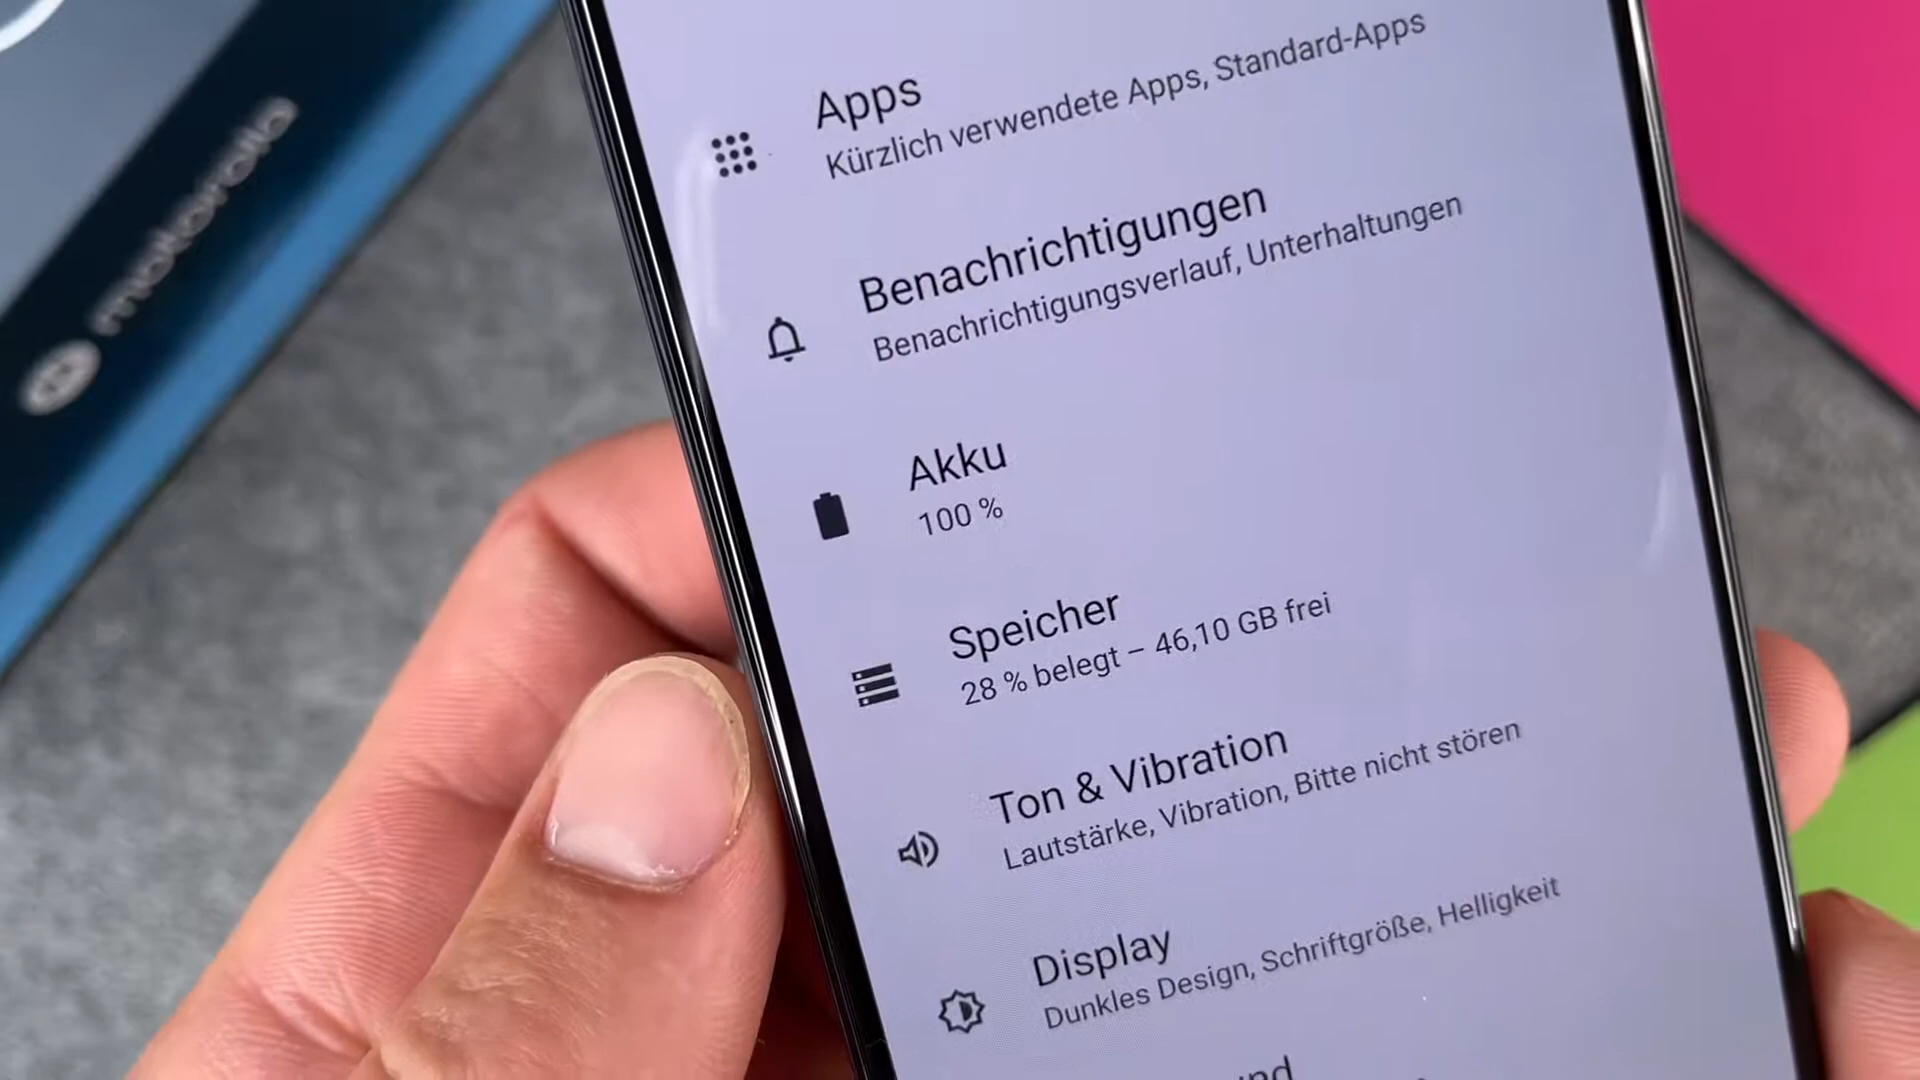 motorola
Apps
Kürzlich verwendete Apps, Standard-Apps
Benachrichtigungen
Benachrichtigungsverlauf, Unterhaltungen
Akku
100 %
Speicher
28 % belegt – 46,10 GB frei
Ton & Vibration
Lautstärke, Vibration, Bitte nicht stören
Display
Dunkles Design, Schriftgröße, Helligkeit